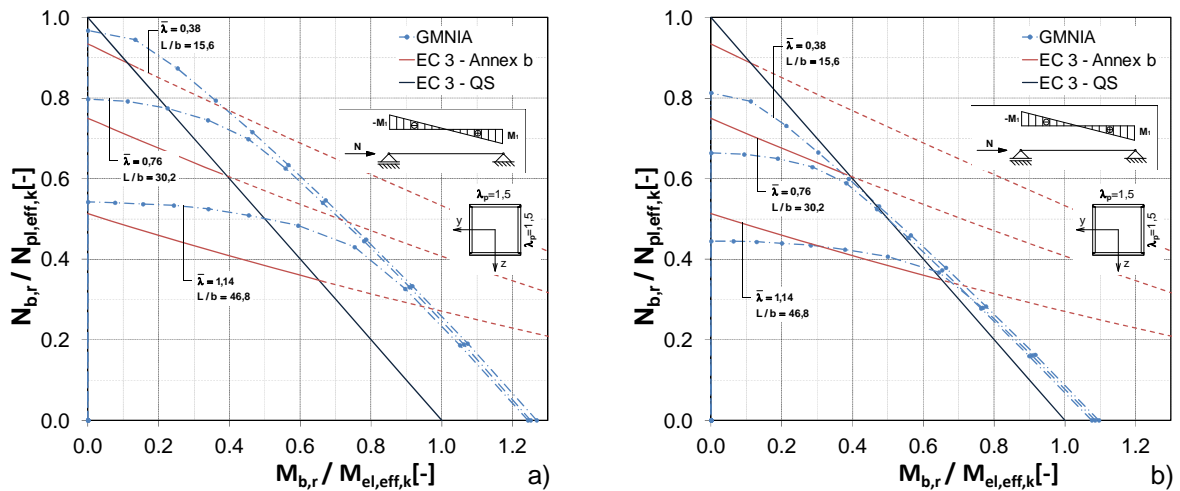 N_b,r / N_pl,eff,k[-]
1.0
0.8
0.6
0.4
0.2
0.0
0.0
0.2
0.4
0.6
0.8
1.0
1.2
M_b,r / M_el,eff,k[-]
a)
λ̄ = 0,38
L / b = 15,6
λ̄ = 0,76
L / b = 30,2
λ̄ = 1,14
L / b = 46,8
GMNIA
EC 3 - Annex b
EC 3 - QS
-M₁
M₁
N
λ_p=1,5
λ_p=1,5
y
z
N_b,r / N_pl,eff,k[-]
1.0
0.8
0.6
0.4
0.2
0.0
0.0
0.2
0.4
0.6
0.8
1.0
1.2
M_b,r / M_el,eff,k[-]
b)
λ̄ = 0,38
L / b = 15,6
λ̄ = 0,76
L / b = 30,2
λ̄ = 1,14
L / b = 46,8
GMNIA
EC 3 - Annex b
EC 3 - QS
-M₁
M₁
N
λ_p=1,5
λ_p=1,5
y
z